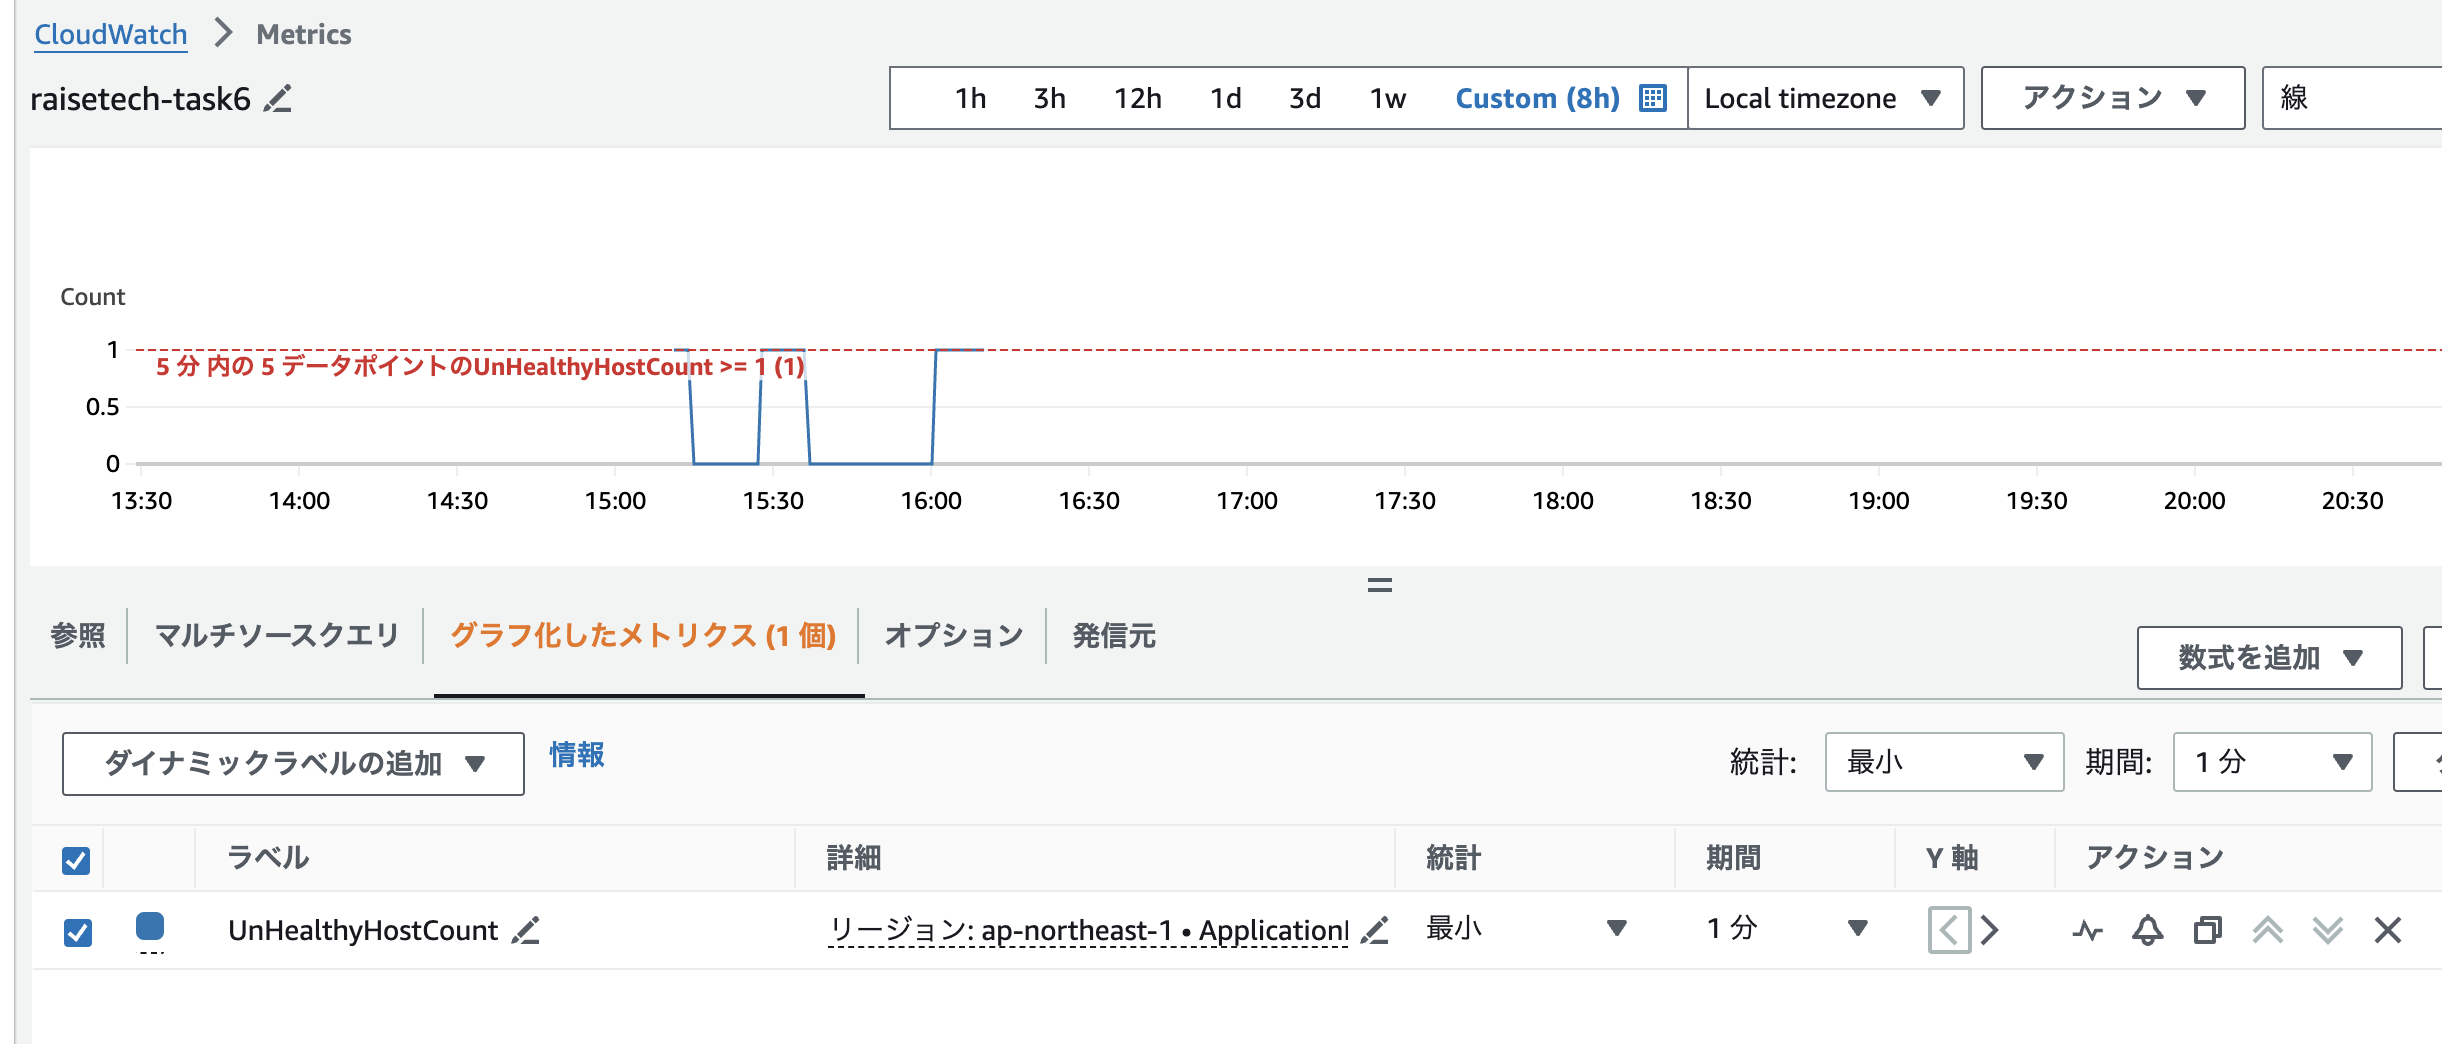 CloudWatch > Metrics
raisetech-task6
1h 3h 12h 1d 3d 1w Custom (8h) Local timezone アクション 線
Count
1
5 分 内の 5 データポイントのUnHealthyHostCount >= 1 (1)
0.5
0
13:30 14:00 14:30 15:00 15:30 16:00 16:30 17:00 17:30 18:00 18:30 19:00 19:30 20:00 20:30
参照 マルチソースクエリ グラフ化したメトリクス (1 個) オプション 発信元
数式を追加
ダイナミックラベルの追加 情報 統計: 最小 期間: 1 分
ラベル 詳細 統計 期間 Y 軸 アクション
UnHealthyHostCount リージョン: ap-northeast-1 • Application 最小 1 分